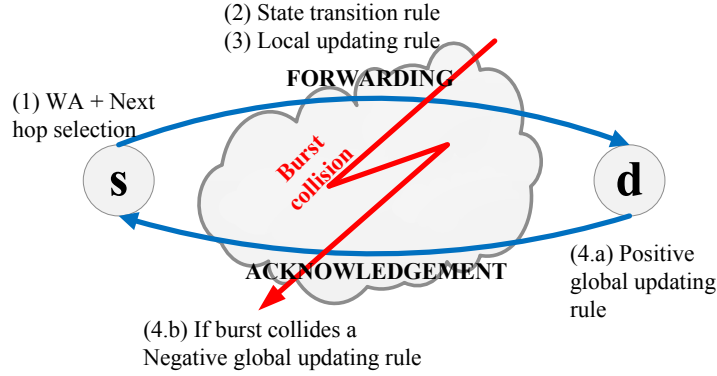 (2) State transition rule
(3) Local updating rule
FORWARDING
(1) WA + Next
hop selection
Burst
collision
s
d
ACKNOWLEDGEMENT
(4.a) Positive
global updating
rule
(4.b) If burst collides a
Negative global updating rule